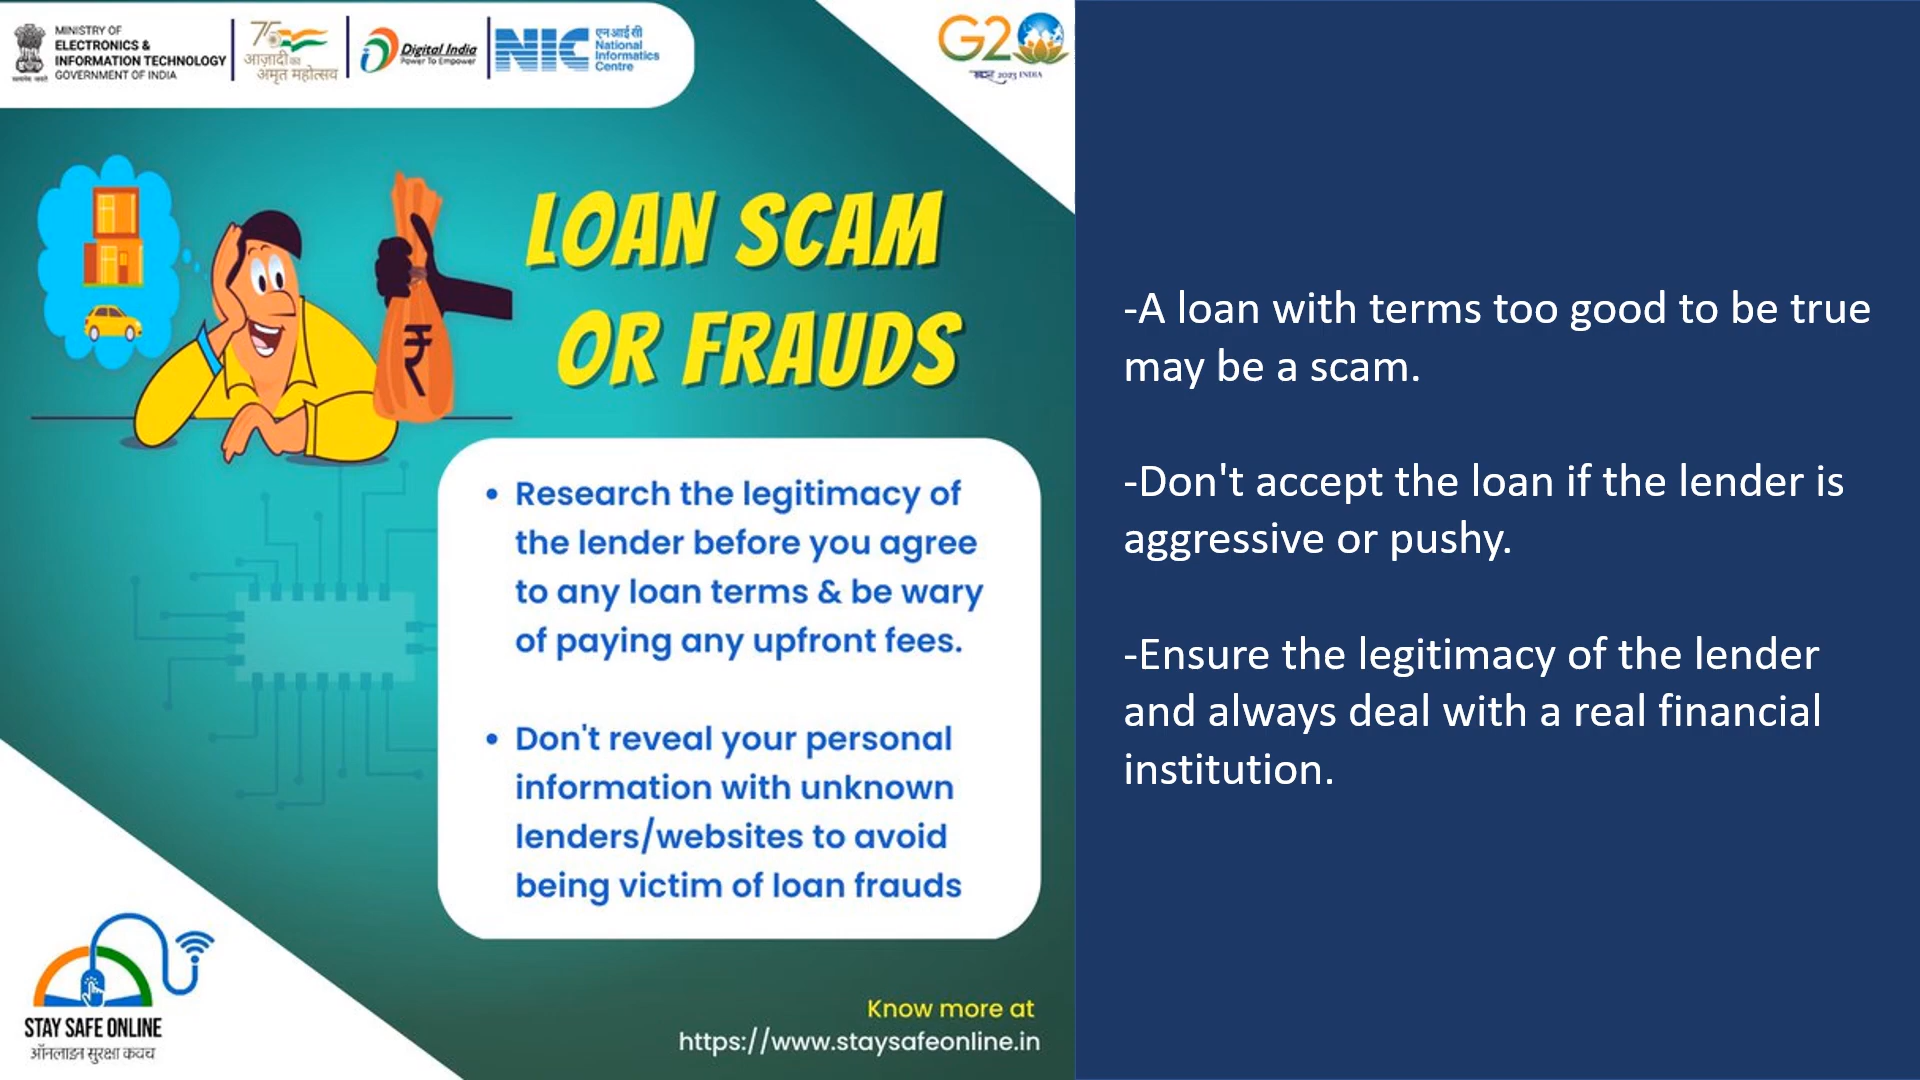 MINISTRY OF
ELECTRONICS &
INFORMATION TECHNOLOGY
GOVERNMENT OF INDIA
75
आज़ादी का
अमृत महोत्सव
Digital India
Power To Empower
NIC
एन आई सी
National
Informatics
Centre
G20
2023 INDIA
LOAN SCAM
OR FRAUDS
₹
• Research the legitimacy of
the lender before you agree
to any loan terms & be wary
of paying any upfront fees.
• Don't reveal your personal
information with unknown
lenders/websites to avoid
being victim of loan frauds
Know more at
https://www.staysafeonline.in
STAY SAFE ONLINE
ऑनलाइन सुरक्षा कवच
-A loan with terms too good to be true
may be a scam.
-Don't accept the loan if the lender is
aggressive or pushy.
-Ensure the legitimacy of the lender
and always deal with a real financial
institution.